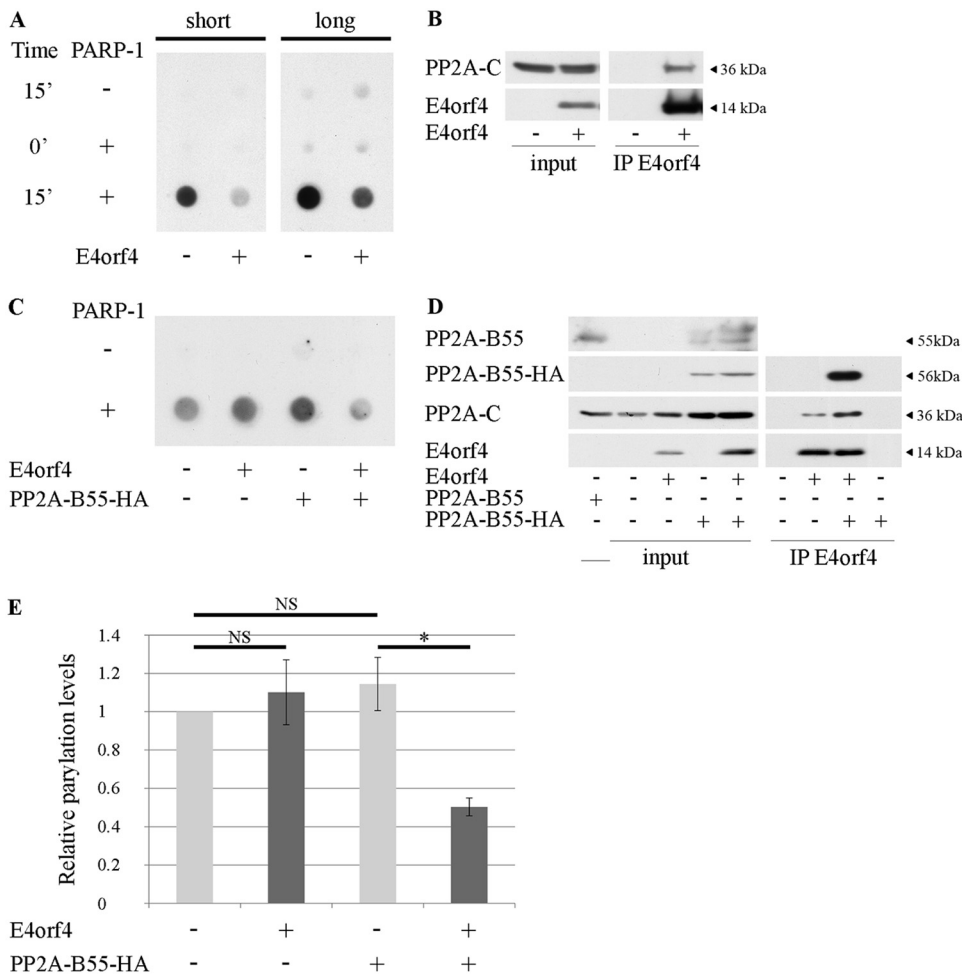 A
short long
Time PARP-1
15' -
0' +
15' +
E4orf4 - + - +
B
PP2A-C 36 kDa
E4orf4 14 kDa
E4orf4 - + - +
input IP E4orf4
C
PARP-1
-
+
E4orf4 - + - +
PP2A-B55-HA - - + +
D
PP2A-B55 55kDa
PP2A-B55-HA 56kDa
PP2A-C 36 kDa
E4orf4 14 kDa
E4orf4 - - + - + - + + -
PP2A-B55 + - - - - - - - -
PP2A-B55-HA - - - + + - - + +
input IP E4orf4
E
NS
NS *
Relative parylation levels
1.4
1.2
1
0.8
0.6
0.4
0.2
0
E4orf4 - + - +
PP2A-B55-HA - - + +